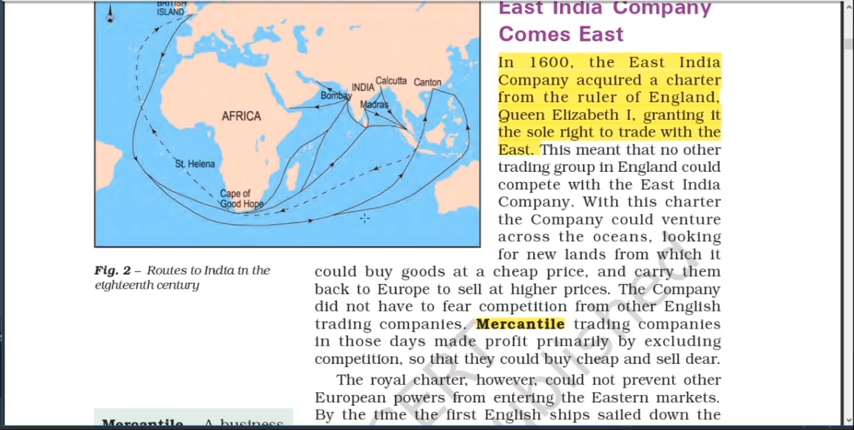 BRITISH
ISLAND
INDIA
Calcutta
Canton
Bombay
Madras
AFRICA
St. Helena
Cape of
Good Hope
Fig. 2 – Routes to India in the
eighteenth century
East India Company
Comes East
In 1600, the East India
Company acquired a charter
from the ruler of England,
Queen Elizabeth I, granting it
the sole right to trade with the
East. This meant that no other
trading group in England could
compete with the East India
Company. With this charter
the Company could venture
across the oceans, looking
for new lands from which it
could buy goods at a cheap price, and carry them
back to Europe to sell at higher prices. The Company
did not have to fear competition from other English
trading companies. Mercantile trading companies
in those days made profit primarily by excluding
competition, so that they could buy cheap and sell dear.
The royal charter, however, could not prevent other
European powers from entering the Eastern markets.
By the time the first English ships sailed down the
Mercantile – A business